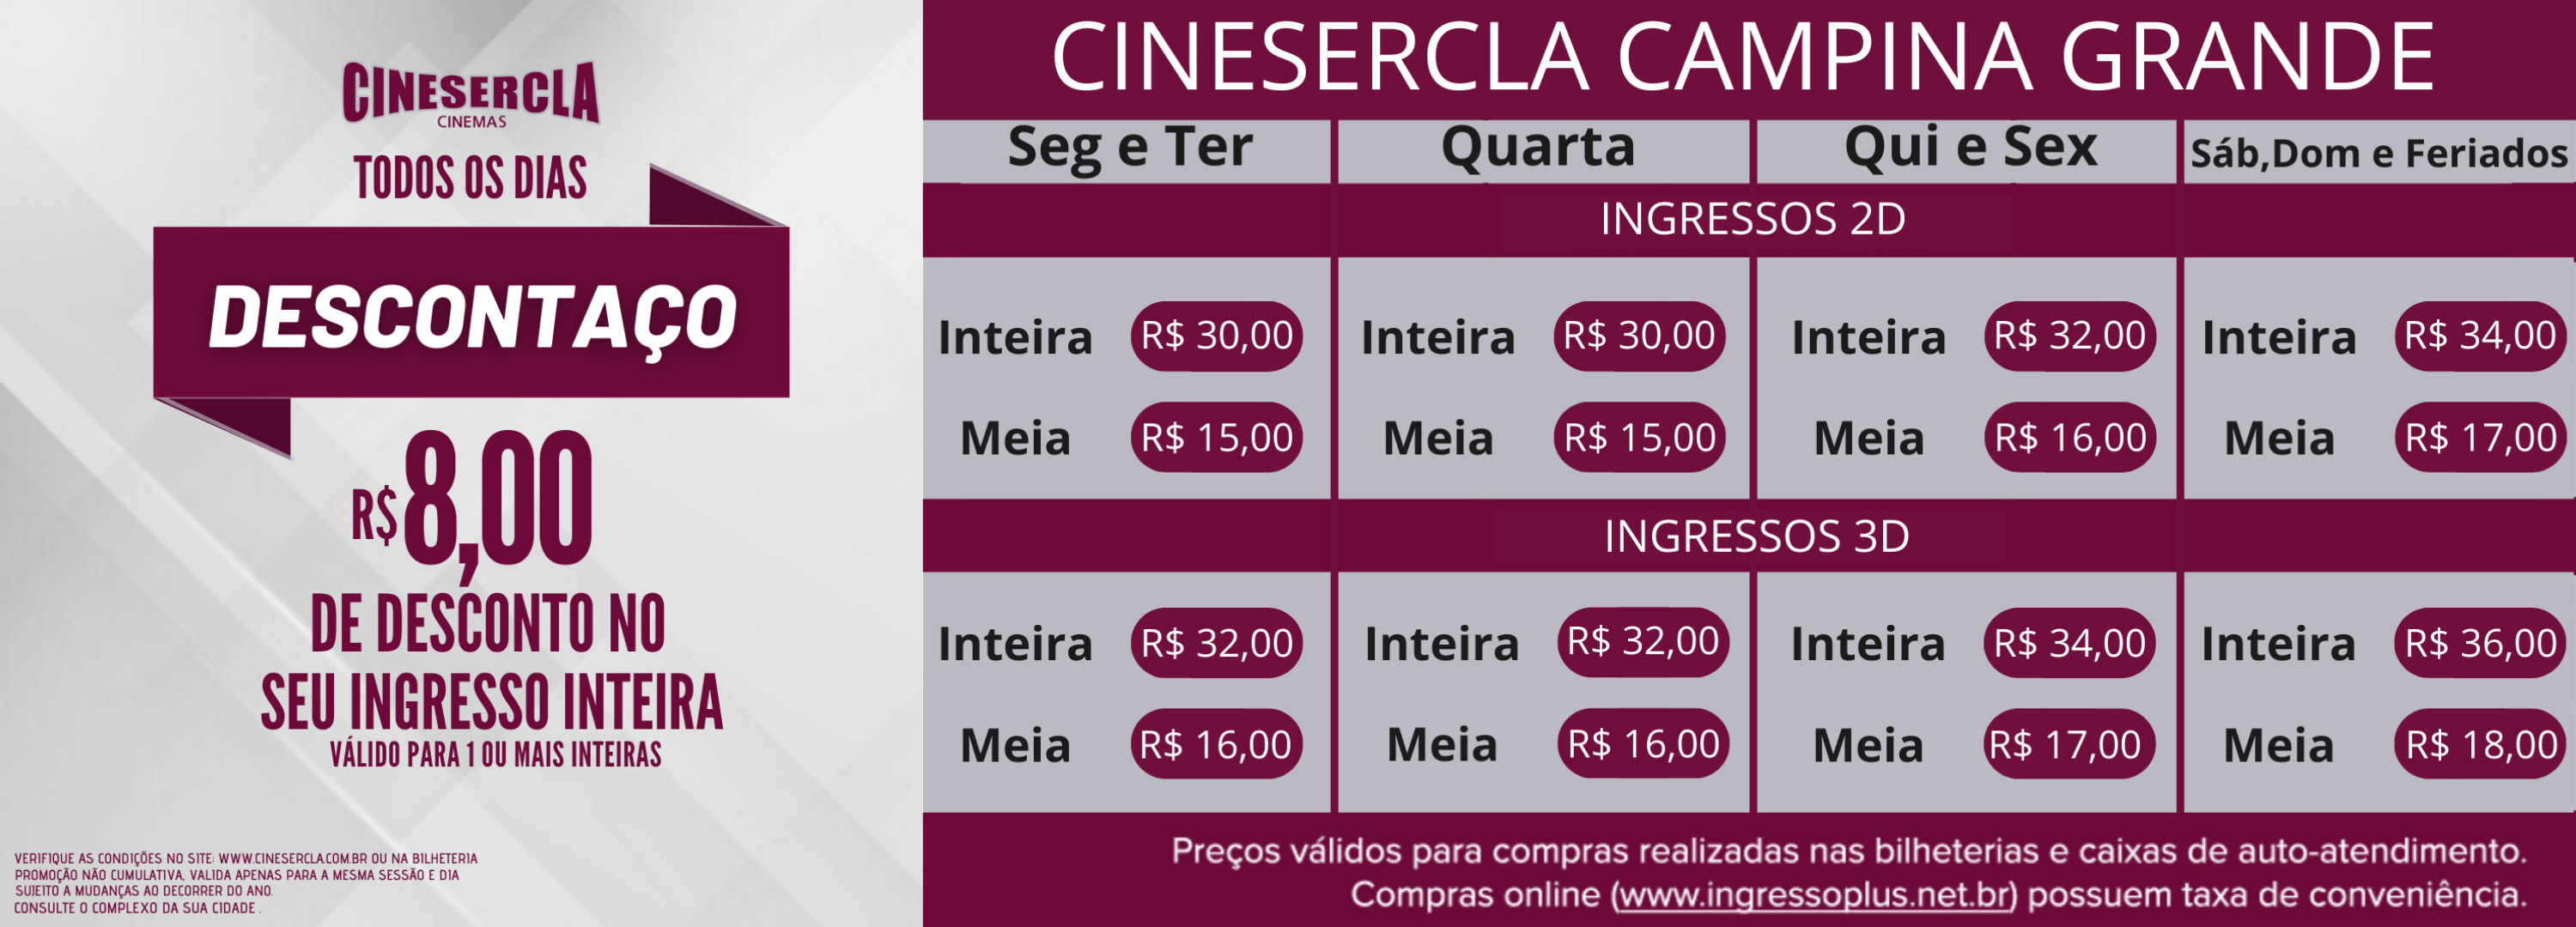 CINESERCLA
CINEMAS
TODOS OS DIAS
DESCONTAÇO
R$ 8,00
DE DESCONTO NO
SEU INGRESSO INTEIRA
VÁLIDO PARA 1 OU MAIS INTEIRAS
VERIFIQUE AS CONDIÇÕES NO SITE: WWW.CINESERCLA.COM.BR OU NA BILHETERIA
PROMOÇÃO NÃO CUMULATIVA, VALIDA APENAS PARA A MESMA SESSÃO E DIA
SUJEITO A MUDANÇAS AO DECORRER DO ANO.
CONSULTE O COMPLEXO DA SUA CIDADE .
CINESERCLA CAMPINA GRANDE
Seg e Ter Quarta Qui e Sex Sáb,Dom e Feriados
INGRESSOS 2D
Inteira R$ 30,00 Inteira R$ 30,00 Inteira R$ 32,00 Inteira R$ 34,00
Meia R$ 15,00 Meia R$ 15,00 Meia R$ 16,00 Meia R$ 17,00
INGRESSOS 3D
Inteira R$ 32,00 Inteira R$ 32,00 Inteira R$ 34,00 Inteira R$ 36,00
Meia R$ 16,00 Meia R$ 16,00 Meia R$ 17,00 Meia R$ 18,00
Preços válidos para compras realizadas nas bilheterias e caixas de auto-atendimento.
Compras online (www.ingressoplus.net.br) possuem taxa de conveniência.